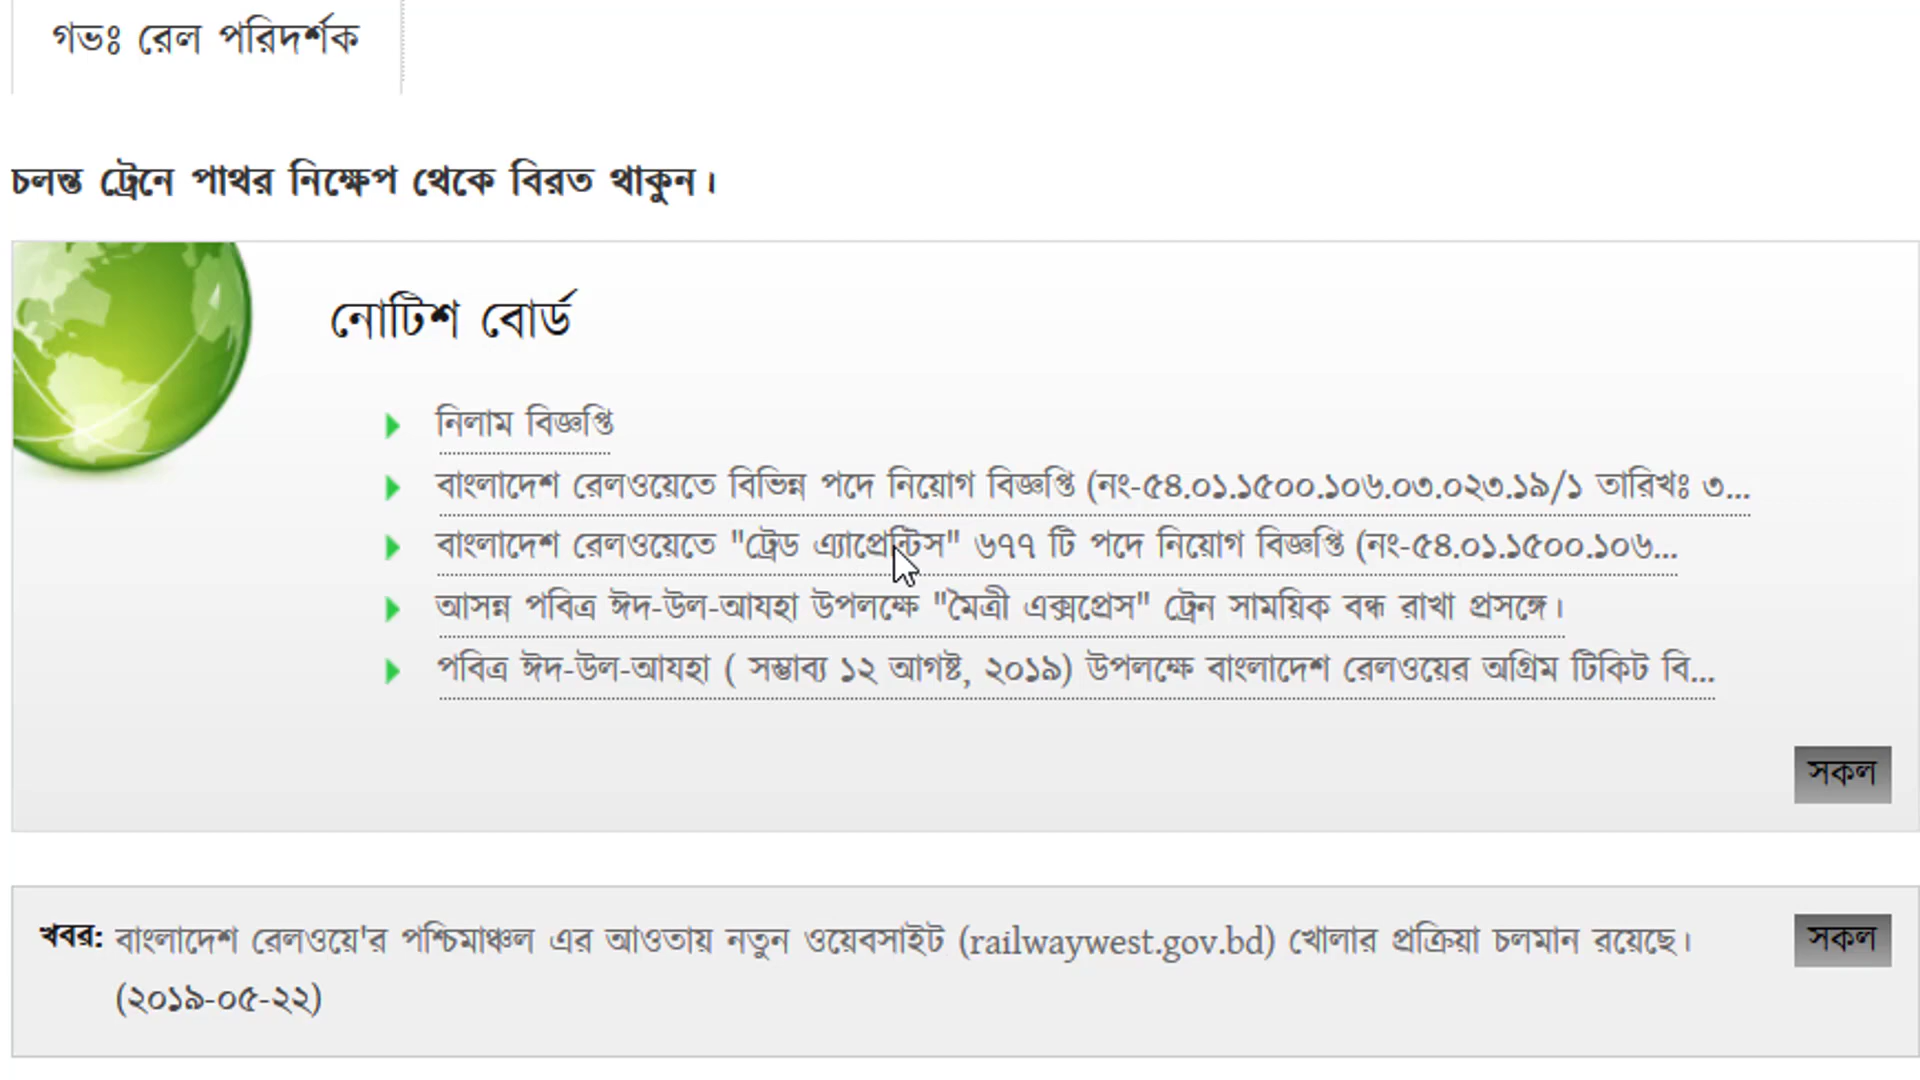 গভঃ রেল পরিদর্শক
চলন্ত ট্রেনে পাথর নিক্ষেপ থেকে বিরত থাকুন।
নোটিশ বোর্ড
নিলাম বিজ্ঞপ্তি
বাংলাদেশ রেলওয়েতে বিভিন্ন পদে নিয়োগ বিজ্ঞপ্তি (নং-৫৪.০১.১৫০০.১০৬.০৩.০২৩.১৯/১ তারিখঃ ৩...
বাংলাদেশ রেলওয়েতে "ট্রেড এ্যাপ্রেন্টিস" ৬৭৭ টি পদে নিয়োগ বিজ্ঞপ্তি (নং-৫৪.০১.১৫০০.১০৬...
আসন্ন পবিত্র ঈদ-উল-আযহা উপলক্ষে "মৈত্রী এক্সপ্রেস" ট্রেন সাময়িক বন্ধ রাখা প্রসঙ্গে।
পবিত্র ঈদ-উল-আযহা ( সম্ভাব্য ১২ আগষ্ট, ২০১৯) উপলক্ষে বাংলাদেশ রেলওয়ের অগ্রিম টিকিট বি...
সকল
খবর: বাংলাদেশ রেলওয়ে'র পশ্চিমাঞ্চল এর আওতায় নতুন ওয়েবসাইট (railwaywest.gov.bd) খোলার প্রক্রিয়া চলমান রয়েছে। সকল
(২০১৯-০৫-২২)